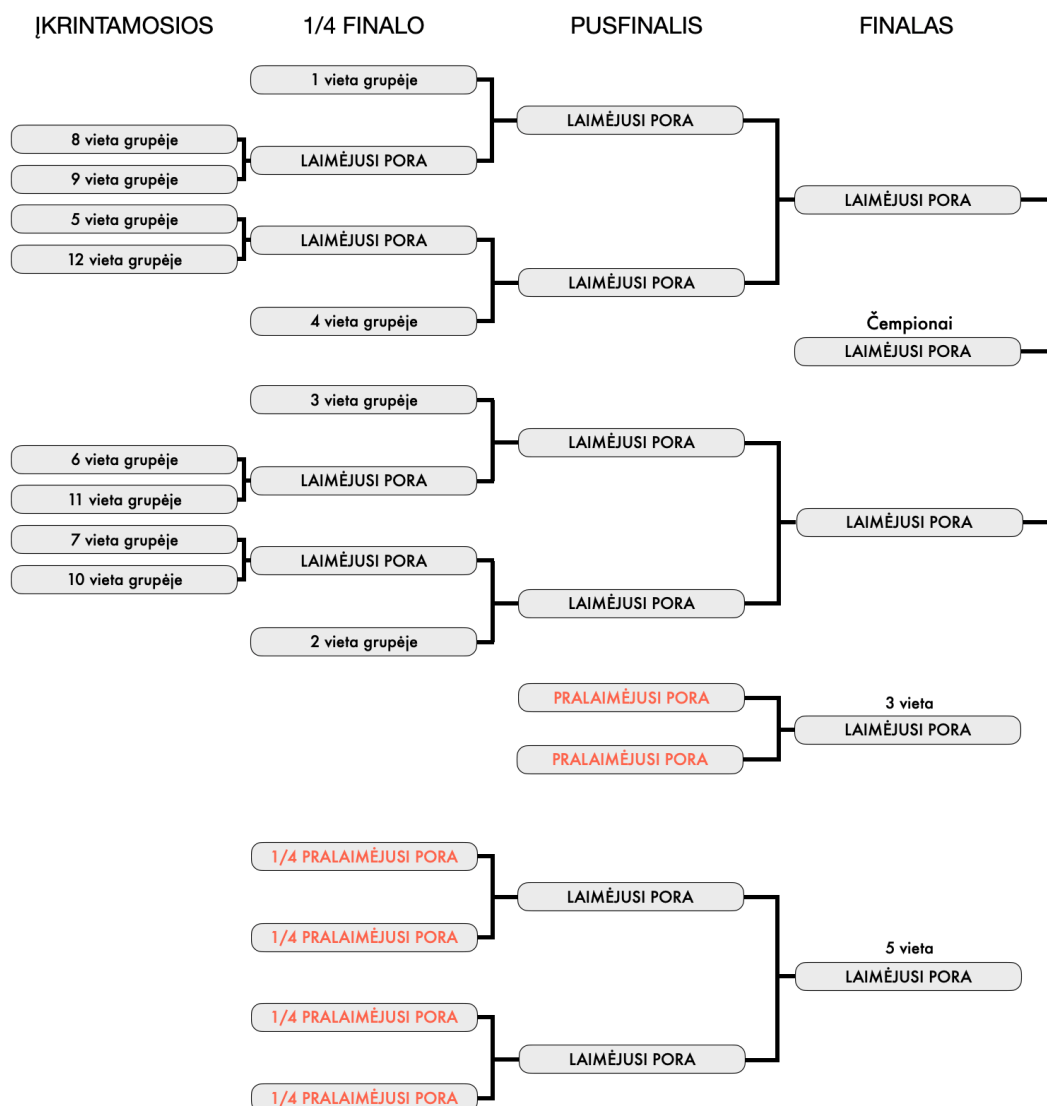 ĮKRINTAMOSIOS 1/4 FINALO PUSFINALIS FINALAS
1 vieta grupėje
LAIMĖJUSI PORA
8 vieta grupėje
LAIMĖJUSI PORA
9 vieta grupėje
LAIMĖJUSI PORA
5 vieta grupėje
LAIMĖJUSI PORA
12 vieta grupėje
LAIMĖJUSI PORA
4 vieta grupėje
Čempionai
LAIMĖJUSI PORA
3 vieta grupėje
LAIMĖJUSI PORA
6 vieta grupėje
LAIMĖJUSI PORA
11 vieta grupėje
LAIMĖJUSI PORA
7 vieta grupėje
LAIMĖJUSI PORA
10 vieta grupėje
LAIMĖJUSI PORA
2 vieta grupėje
PRALAIMĖJUSI PORA
3 vieta
LAIMĖJUSI PORA
PRALAIMĖJUSI PORA
1/4 PRALAIMĖJUSI PORA
LAIMĖJUSI PORA
1/4 PRALAIMĖJUSI PORA
5 vieta
LAIMĖJUSI PORA
1/4 PRALAIMĖJUSI PORA
LAIMĖJUSI PORA
1/4 PRALAIMĖJUSI PORA